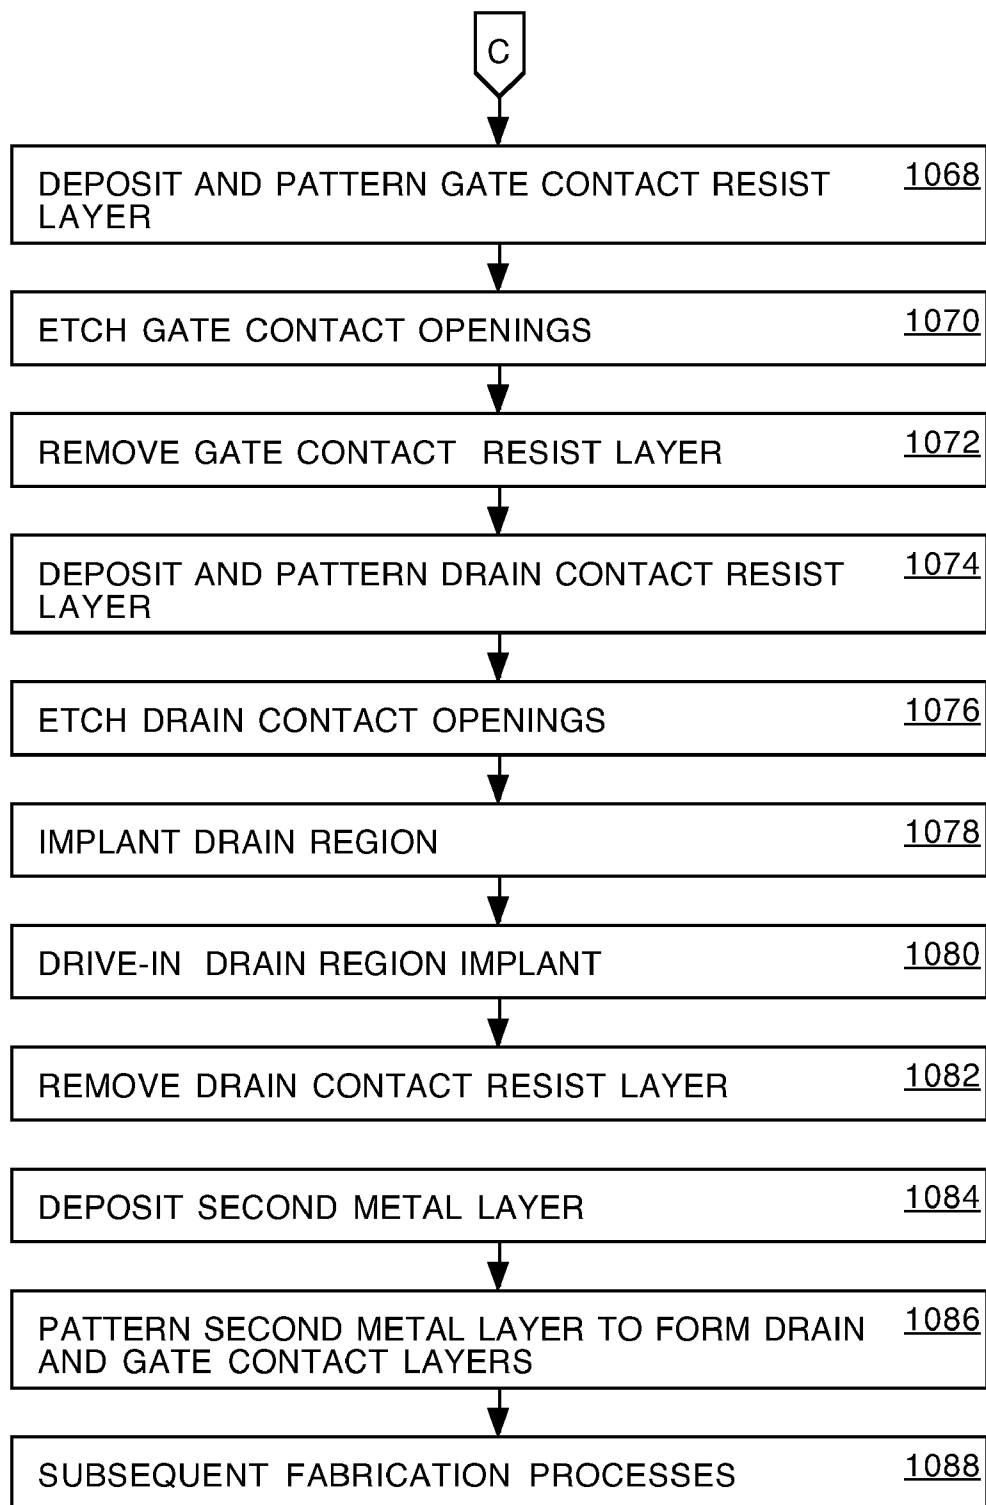 C
DEPOSIT AND PATTERN GATE CONTACT RESIST 1068
LAYER
ETCH GATE CONTACT OPENINGS 1070
REMOVE GATE CONTACT RESIST LAYER 1072
DEPOSIT AND PATTERN DRAIN CONTACT RESIST 1074
LAYER
ETCH DRAIN CONTACT OPENINGS 1076
IMPLANT DRAIN REGION 1078
DRIVE-IN DRAIN REGION IMPLANT 1080
REMOVE DRAIN CONTACT RESIST LAYER 1082
DEPOSIT SECOND METAL LAYER 1084
PATTERN SECOND METAL LAYER TO FORM DRAIN 1086
AND GATE CONTACT LAYERS
SUBSEQUENT FABRICATION PROCESSES 1088